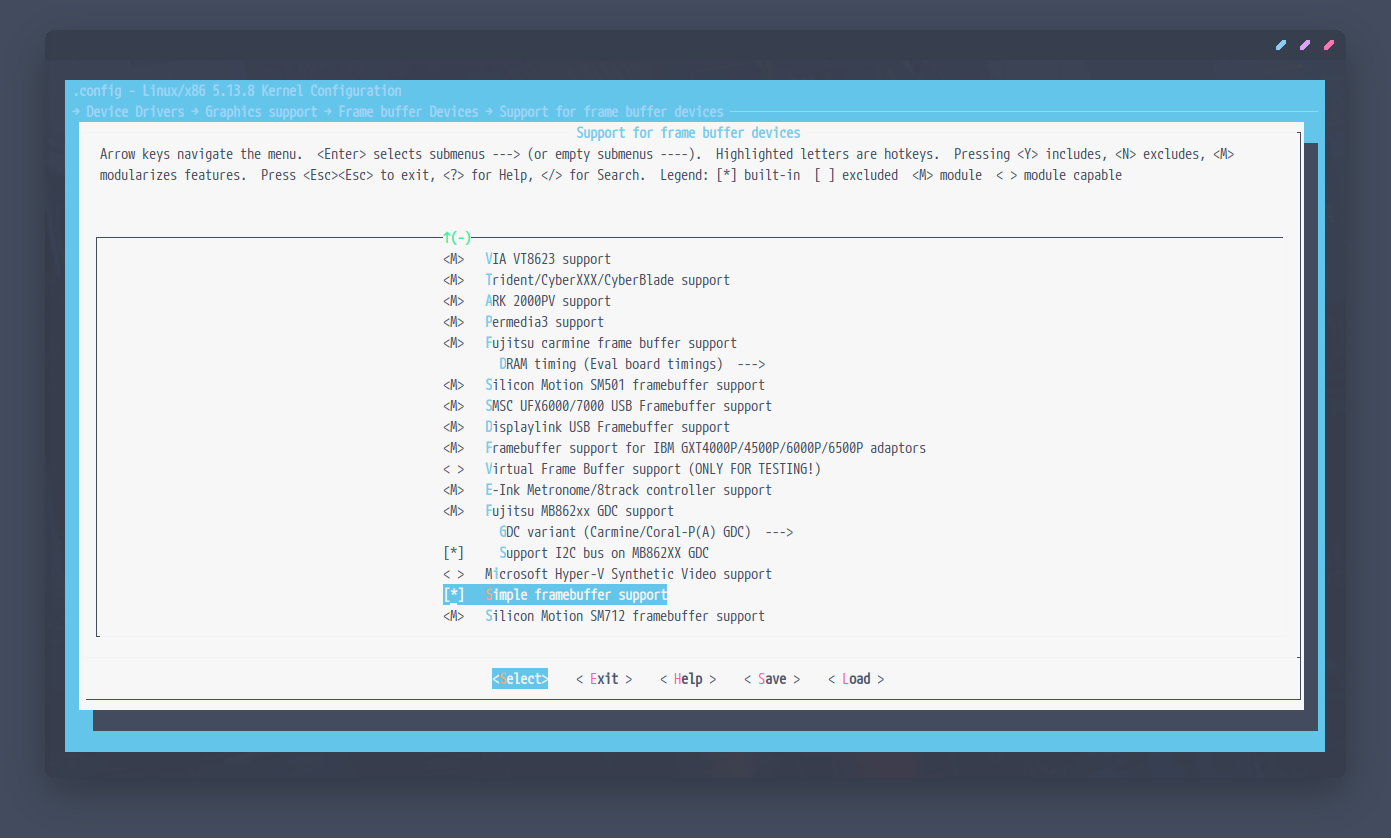 .config - Linux/x86 5.13.8 Kernel Configuration
→ Device Drivers → Graphics support → Frame buffer Devices → Support for frame buffer devices
Support for frame buffer devices
Arrow keys navigate the menu.  <Enter> selects submenus ---> (or empty submenus ----).  Highlighted letters are hotkeys.  Pressing <Y> includes, <N> excludes, <M>
modularizes features.  Press <Esc><Esc> to exit, <?> for Help, </> for Search.  Legend: [*] built-in  [ ] excluded  <M> module  < > module capable
↑(-)
<M>   VIA VT8623 support
<M>   Trident/CyberXXX/CyberBlade support
<M>   ARK 2000PV support
<M>   Permedia3 support
<M>   Fujitsu carmine frame buffer support
DRAM timing (Eval board timings)  --->
<M>   Silicon Motion SM501 framebuffer support
<M>   SMSC UFX6000/7000 USB Framebuffer support
<M>   Displaylink USB Framebuffer support
<M>   Framebuffer support for IBM GXT4000P/4500P/6000P/6500P adaptors
< >   Virtual Frame Buffer support (ONLY FOR TESTING!)
<M>   E-Ink Metronome/8track controller support
<M>   Fujitsu MB862xx GDC support
GDC variant (Carmine/Coral-P(A) GDC)  --->
[*]     Support I2C bus on MB862XX GDC
< >   Microsoft Hyper-V Synthetic Video support
[*]   Simple framebuffer support
<M>   Silicon Motion SM712 framebuffer support
<Select>    < Exit >    < Help >    < Save >    < Load >